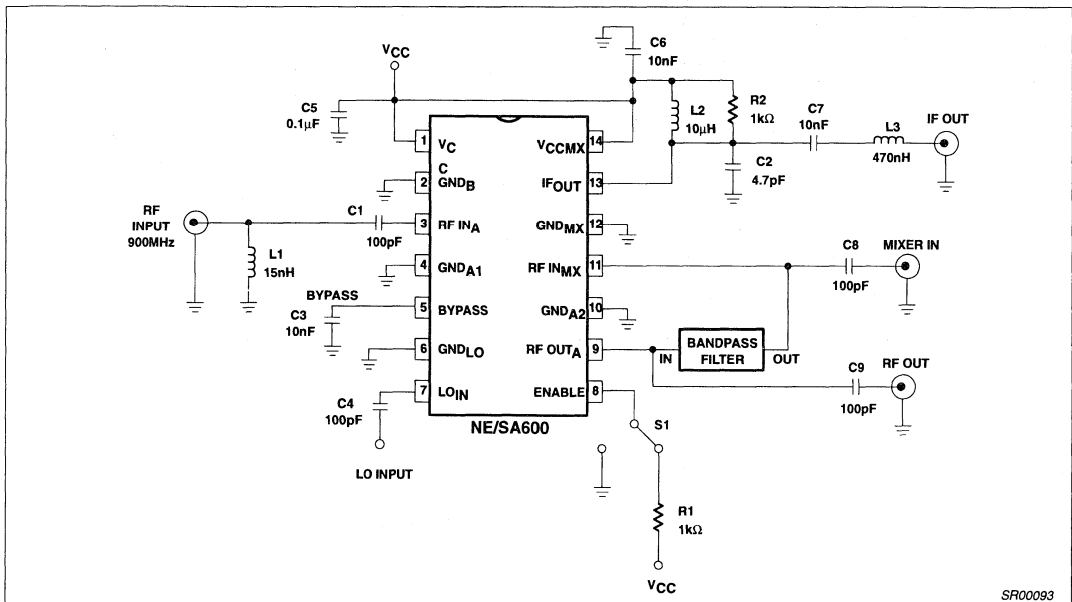 VCC
C6
10nF
C5
0.1µF
L2
10µH
R2
1kΩ
C7
10nF
L3
470nH
IF OUT
C2
4.7pF
1 VC
C
14 VCCMX
2 GNDB
13 IFOUT
RF
INPUT
900MHz
C1
100pF
3 RF INA
12 GNDMX
L1
15nH
4 GNDA1
11 RF INMX
C8
100pF
MIXER IN
BYPASS
C3
10nF
5 BYPASS
10 GNDA2
6 GNDLO
9 RF OUTA
IN
BANDPASS
FILTER
OUT
C9
100pF
RF OUT
7 LOIN
8 ENABLE
C4
100pF
NE/SA600
S1
LO INPUT
R1
1kΩ
VCC
SR00093